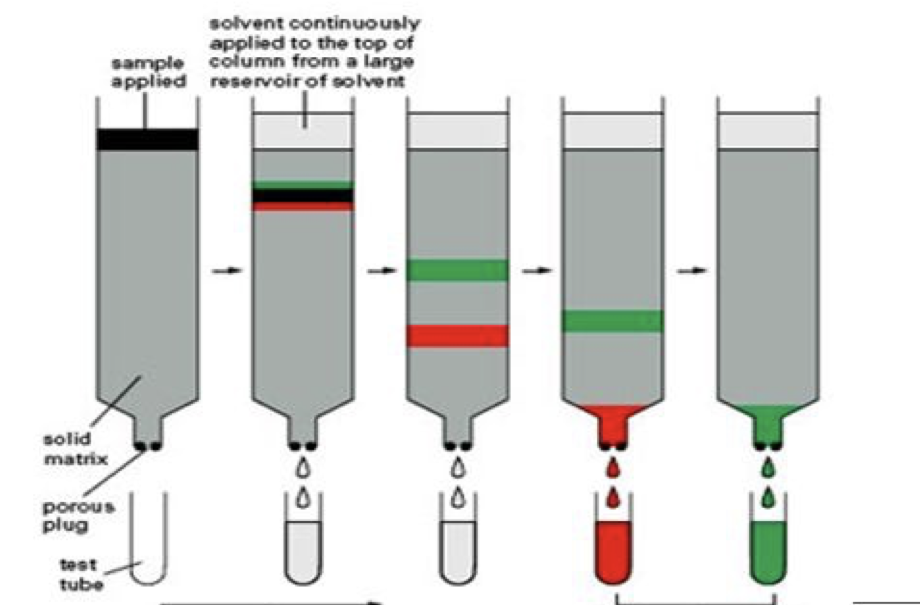 solvent continuously
applied to the top of
column from a large
reservoir of solvent
sample
applied
solid
matrix
porous
plug
test
tube